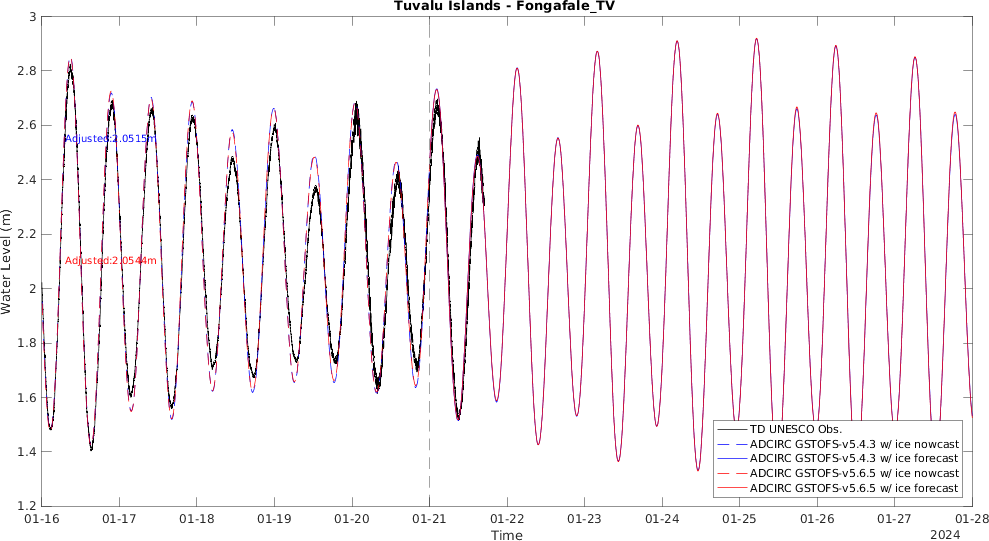 Tuvalu Islands - Fongafale_TV
3
2.8
2.6
2.4
2.2
2
1.8
1.6
1.4
1.2
Water Level (m)
Adjusted:2.0515m
Adjusted:2.0544m
TD UNESCO Obs.
ADCIRC GSTOFS-v5.4.3 w/ ice nowcast
ADCIRC GSTOFS-v5.4.3 w/ ice forecast
ADCIRC GSTOFS-v5.6.5 w/ ice nowcast
ADCIRC GSTOFS-v5.6.5 w/ ice forecast
01-16 01-17 01-18 01-19 01-20 01-21 01-22 01-23 01-24 01-25 01-26 01-27 01-28
Time
2024